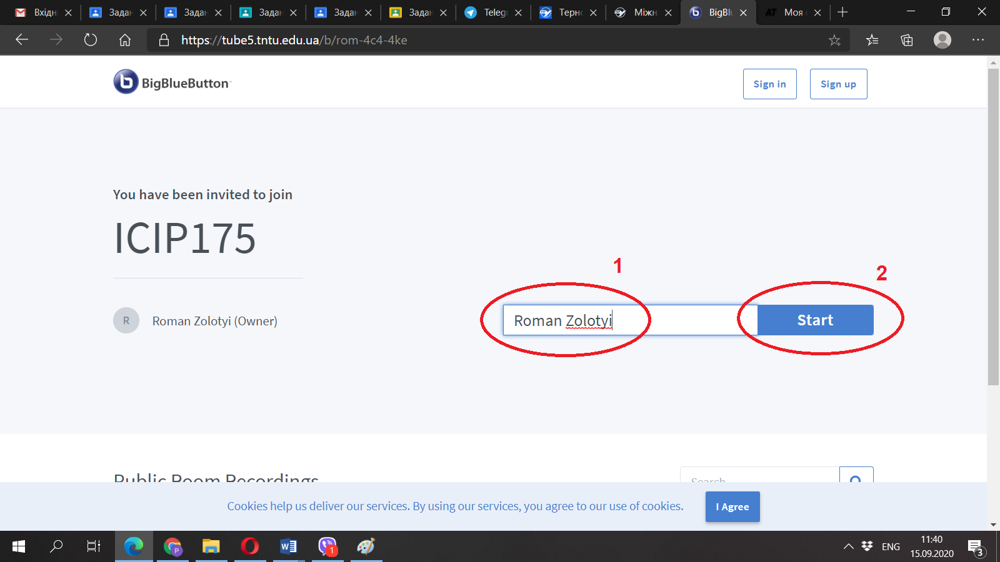 Вхідн
Задан
Задан
Задан
Задан
Задан
Telegr
Терно
Міжн
BigBlu
Моя
https://tube5.tntu.edu.ua/b/rom-4c4-4ke
BigBlueButton
Sign in
Sign up
You have been invited to join
ICIP175
1
2
R
Roman Zolotyi (Owner)
Roman Zolotyi
Start
Public Room Recordings
Search
Cookies help us deliver our services. By using our services, you agree to our use of cookies.
I Agree
P
1
ENG
11:40
15.09.2020
3